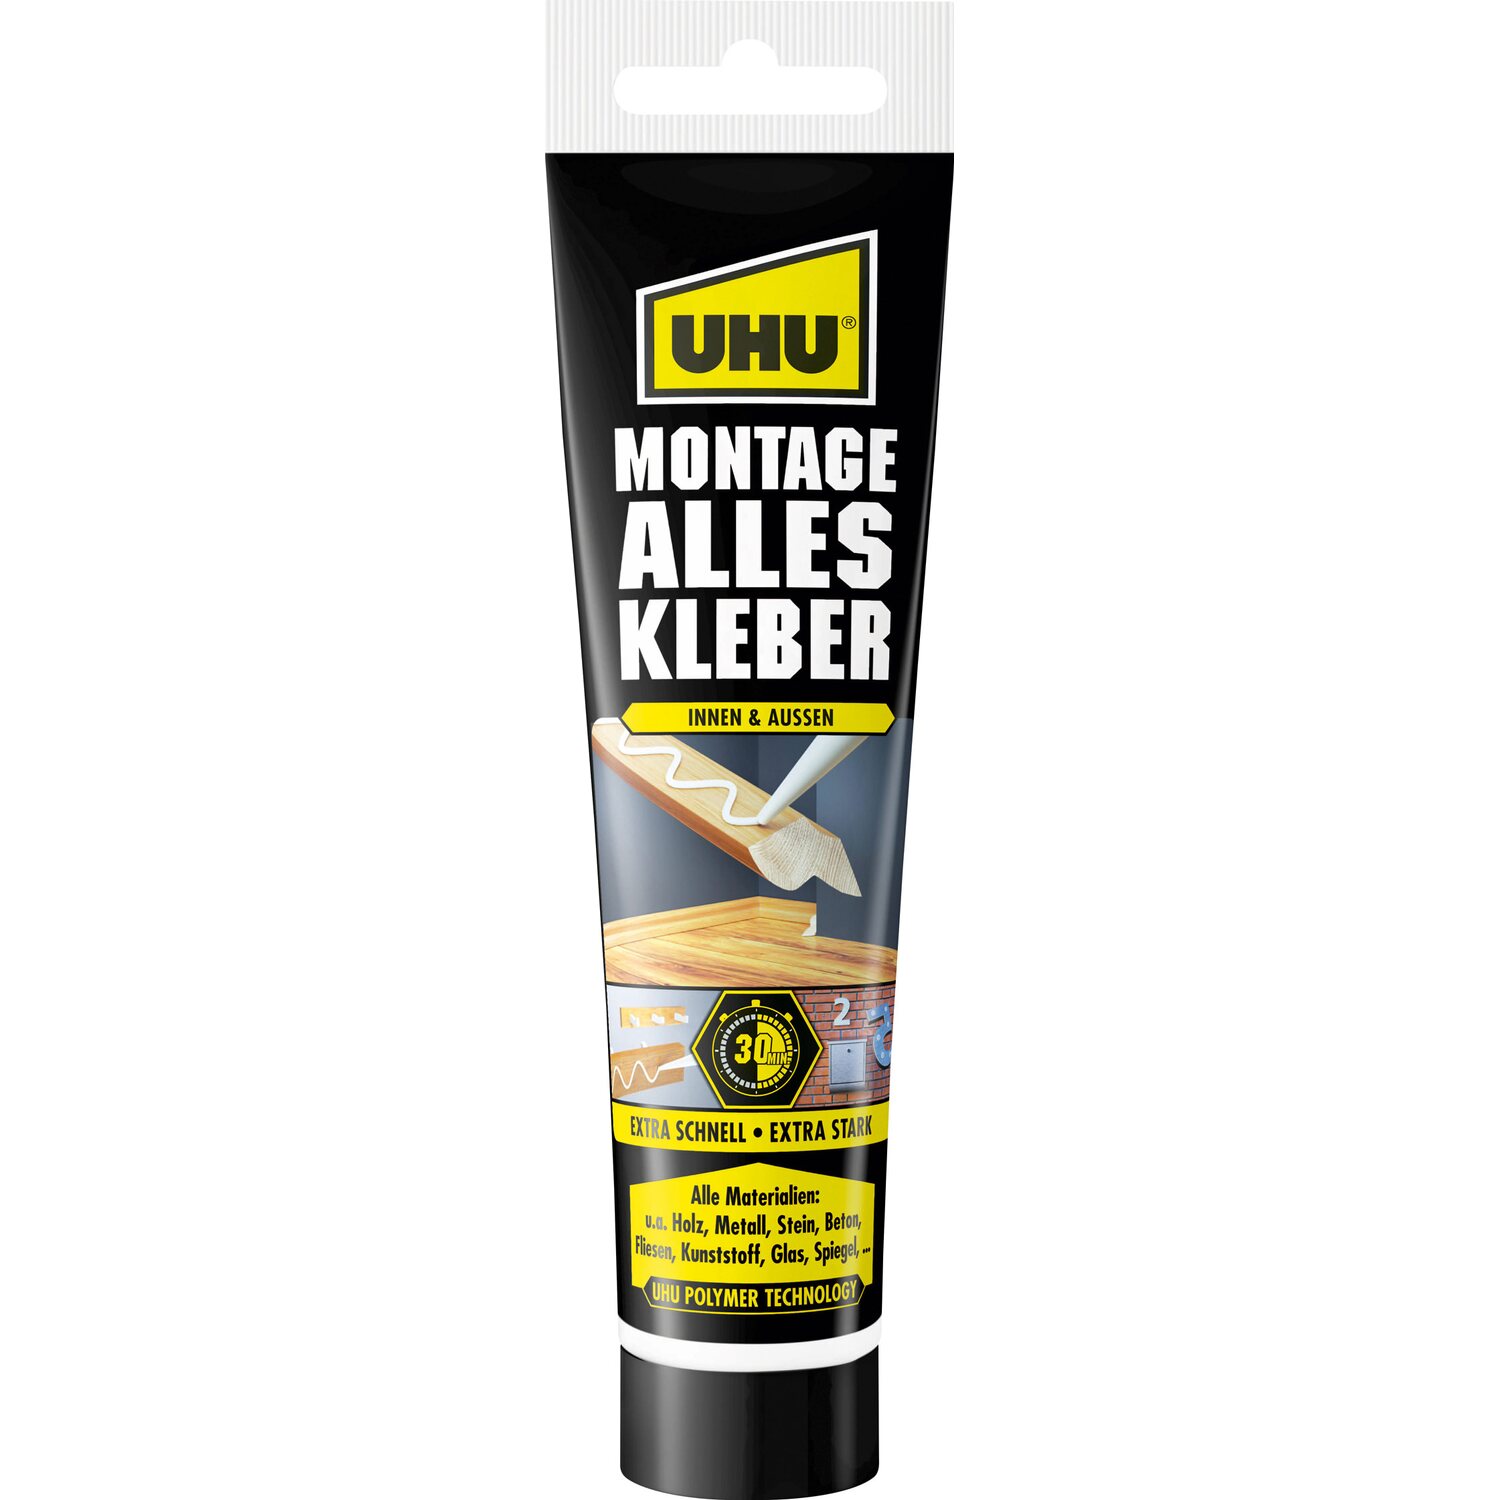 UHU®
MONTAGE
ALLES
KLEBER
INNEN & AUSSEN
30 MIN.
2
5
EXTRA SCHNELL • EXTRA STARK
Alle Materialien:
u.a. Holz, Metall, Stein, Beton,
Fliesen, Kunststoff, Glas, Spiegel, ...
UHU POLYMER TECHNOLOGY